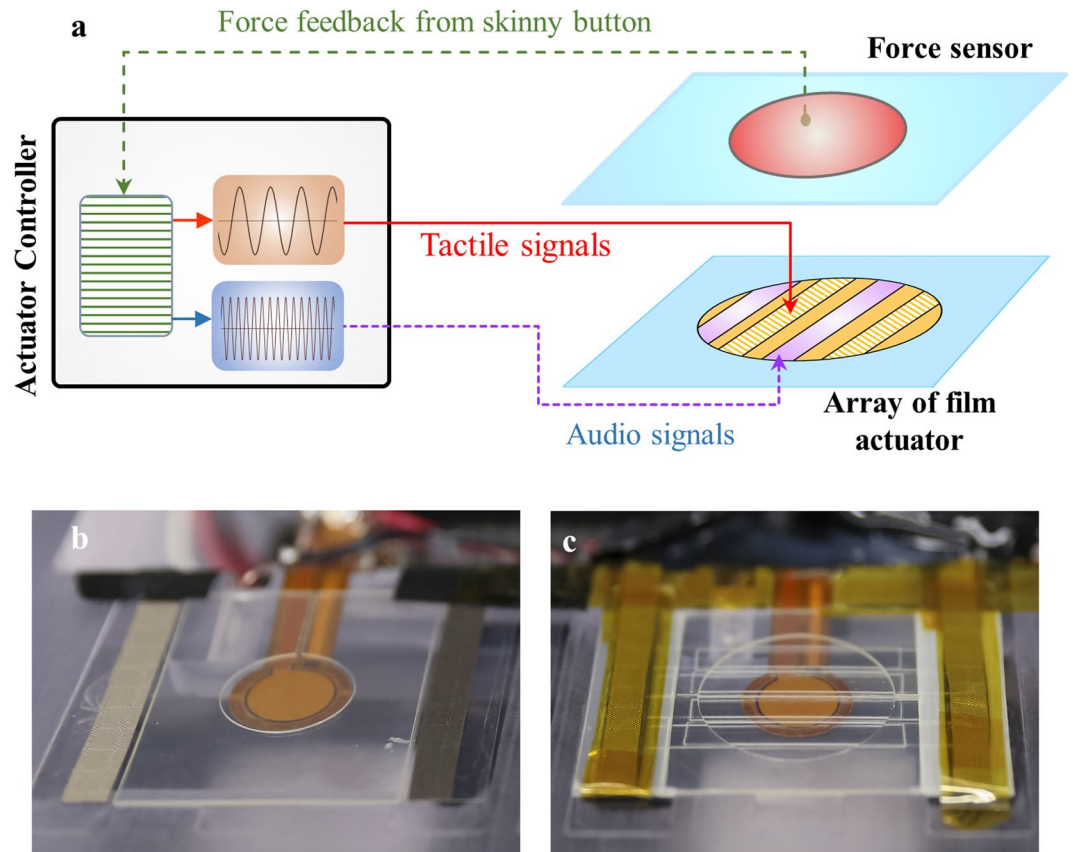 a
Force feedback from skinny button
Force sensor
Actuator Controller
Tactile signals
Array of film
actuator
Audio signals
b
c